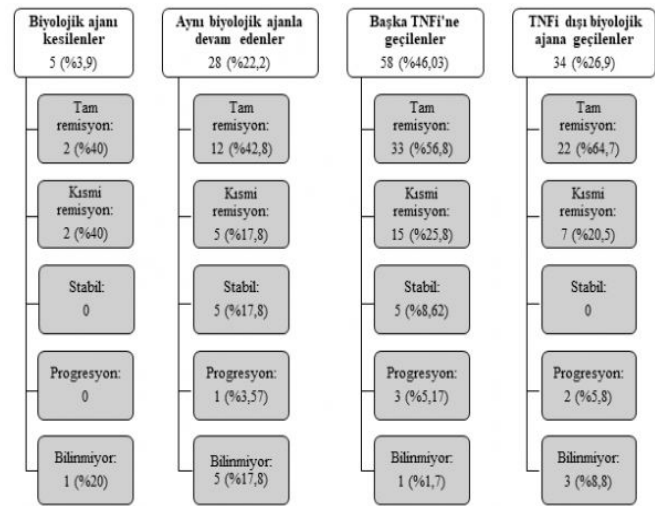 Biyolojik ajanı
kesilenler
5 (%3,9)
Tam
remisyon:
2 (%40)
Kısmi
remisyon:
2 (%40)
Stabil:
0
Progresyon:
0
Bilinmiyor:
1 (%20)
Aynı biyolojik ajanla
devam edenler
28 (%22,2)
Tam
remisyon:
12 (%42,8)
Kısmi
remisyon:
5 (%17,8)
Stabil:
5 (%17,8)
Progresyon:
1 (%3,57)
Bilinmiyor:
5 (%17,8)
Başka TNFi'ne
geçilenler
58 (%46,03)
Tam
remisyon:
33 (%56,8)
Kısmi
remisyon:
15 (%25,8)
Stabil:
5 (%8,62)
Progresyon:
3 (%5,17)
Bilinmiyor:
1 (%1,7)
TNFi dışı biyolojik
ajana geçilenler
34 (%26,9)
Tam
remisyon:
22 (%64,7)
Kısmi
remisyon:
7 (%20,5)
Stabil:
0
Progresyon:
2 (%5,8)
Bilinmiyor:
3 (%8,8)